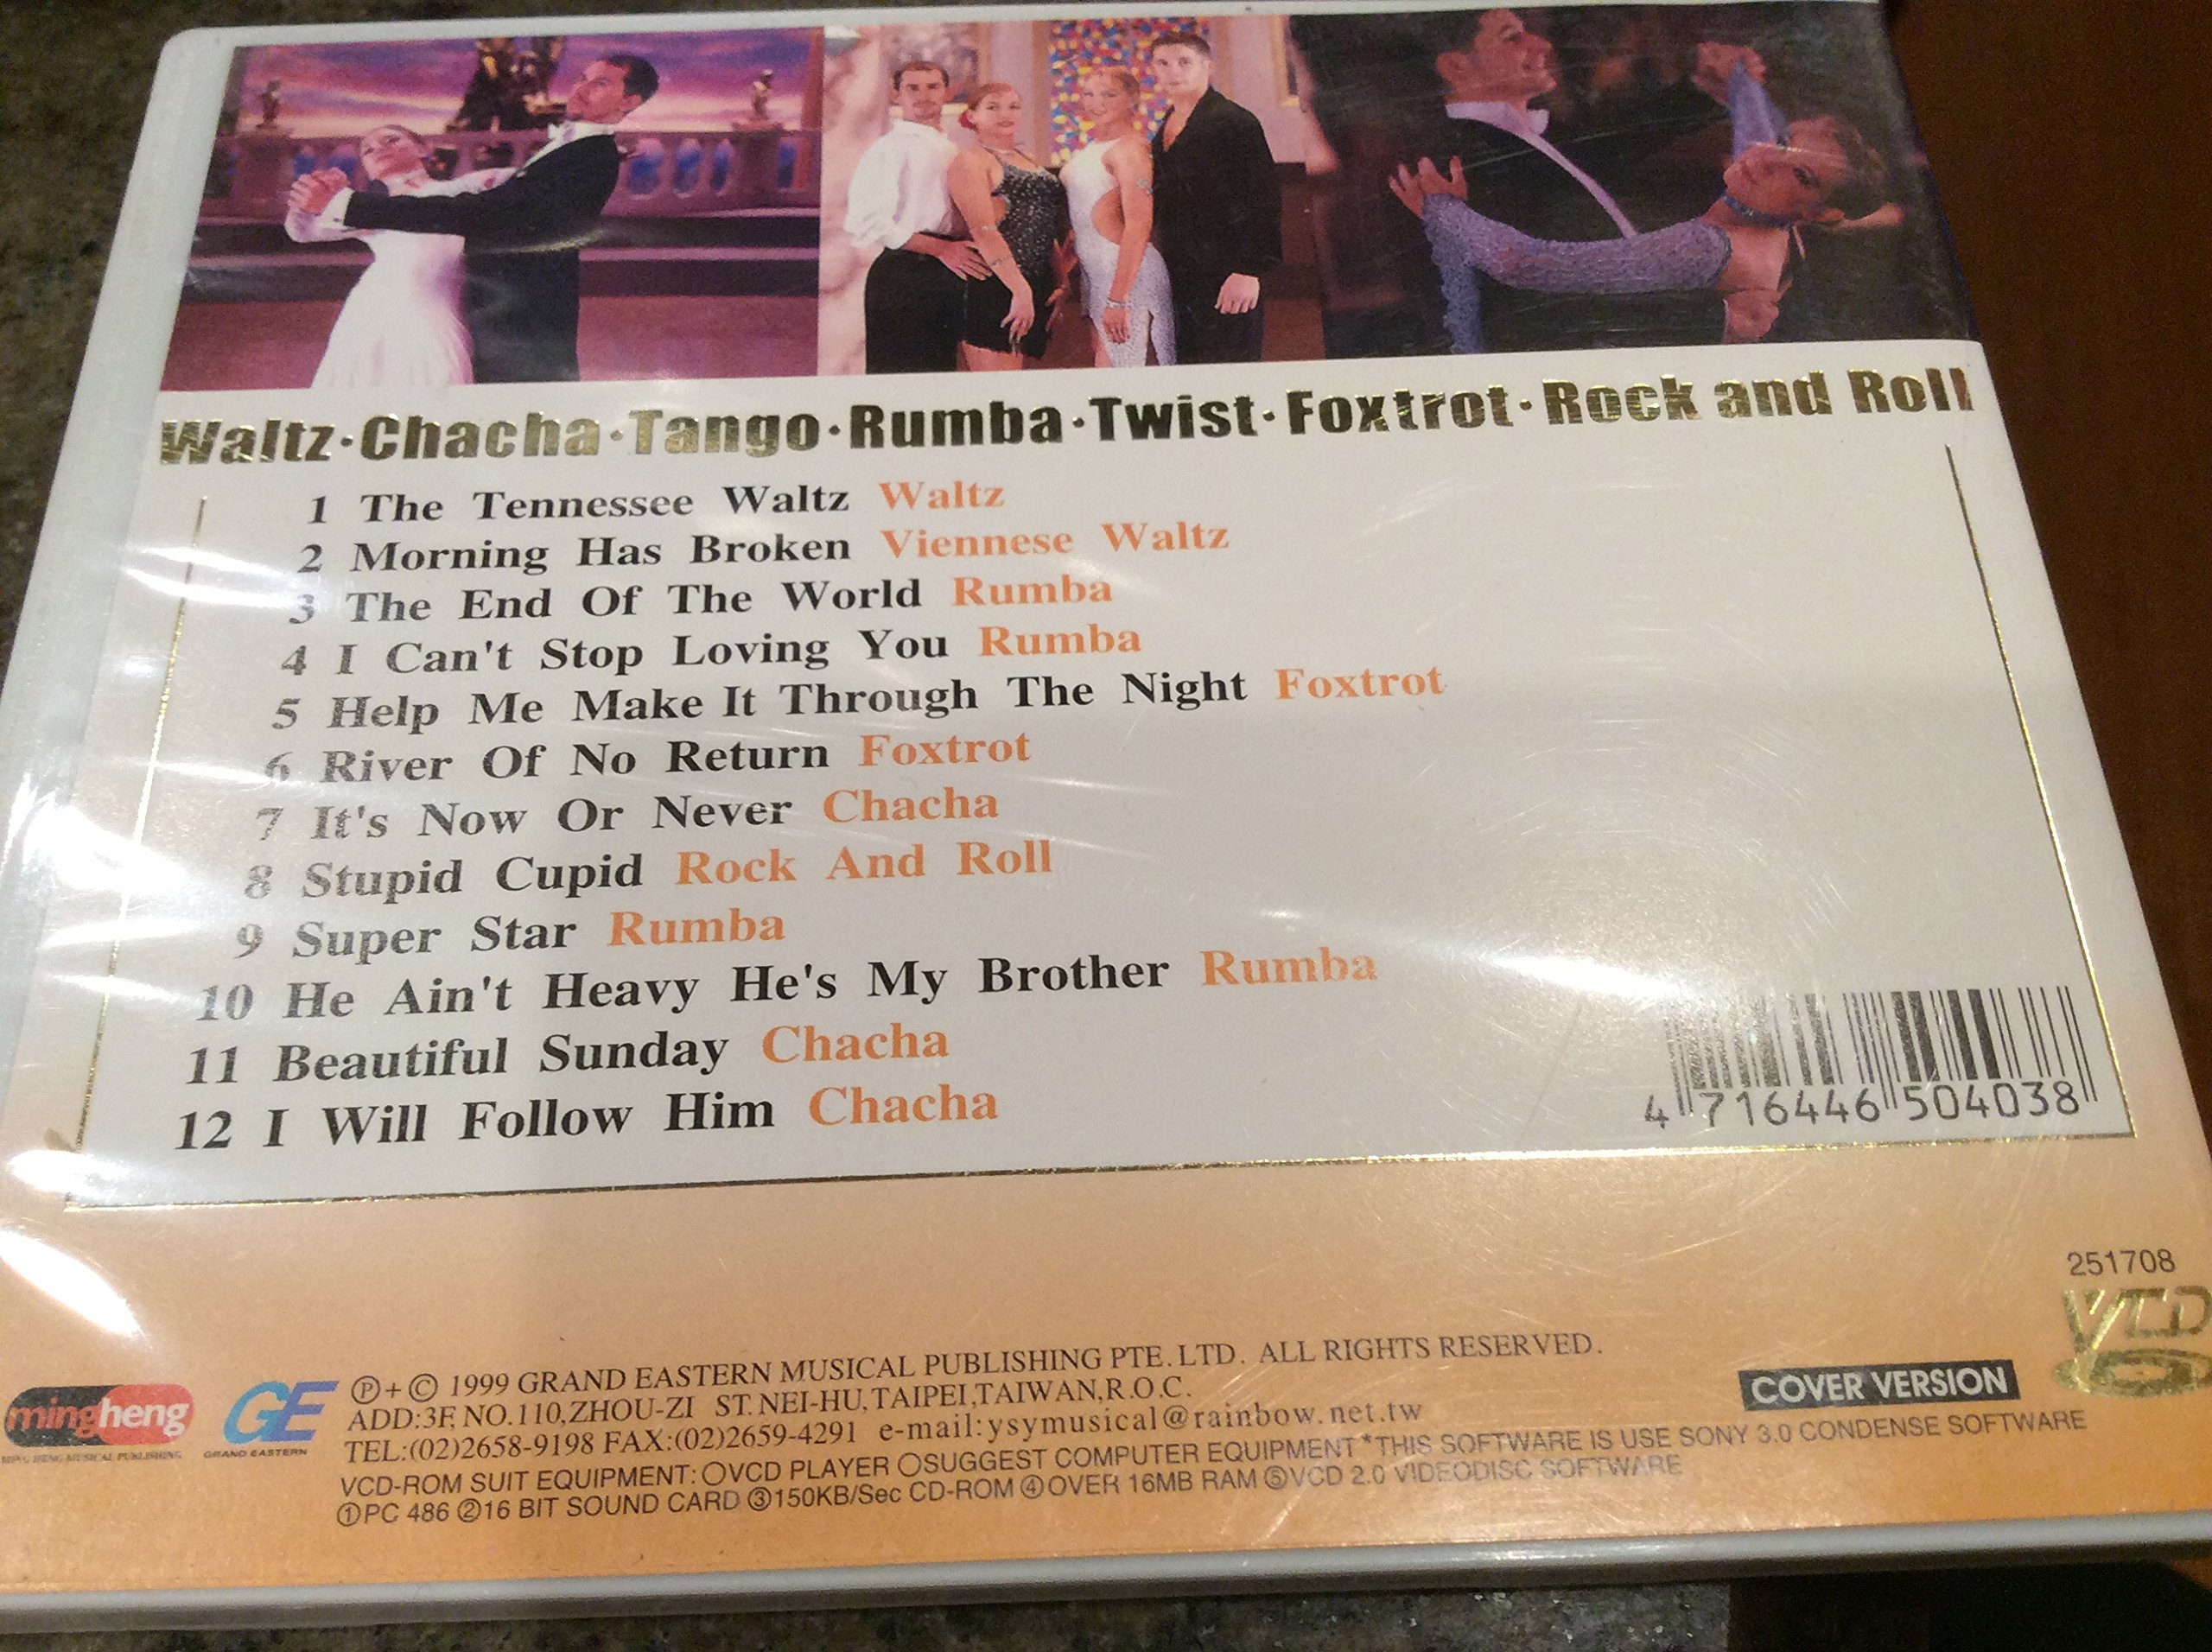 Waltz·Chacha·Tango·Rumba·Twist·Foxtrot·Rock and Roll
1 The Tennessee Waltz Waltz
2 Morning Has Broken Viennese Waltz
3 The End Of The World Rumba
4 I Can't Stop Loving You Rumba
5 Help Me Make It Through The Night Foxtrot
6 River Of No Return Foxtrot
7 It's Now Or Never Chacha
8 Stupid Cupid Rock And Roll
9 Super Star Rumba
10 He Ain't Heavy He's My Brother Rumba
11 Beautiful Sunday Chacha
12 I Will Follow Him Chacha
4 716446 504038
251708
VCD
COVER VERSION
mingheng
MING HENG MUSICAL PUBLISHING
GE
GRAND EASTERN
Ⓟ+© 1999 GRAND EASTERN MUSICAL PUBLISHING PTE.LTD. ALL RIGHTS RESERVED.
ADD:3F, NO.110,ZHOU-ZI ST.NEI-HU,TAIPEI,TAIWAN,R.O.C.
TEL:(02)2658-9198 FAX:(02)2659-4291 e-mail:ysymusical@rainbow.net.tw
VCD-ROM SUIT EQUIPMENT: ○VCD PLAYER ○SUGGEST COMPUTER EQUIPMENT*THIS SOFTWARE IS USE SONY 3.0 CONDENSE SOFTWARE
①PC 486 ②16 BIT SOUND CARD ③150KB/Sec CD-ROM ④OVER 16MB RAM ⑤VCD 2.0 VIDEODISC SOFTWARE